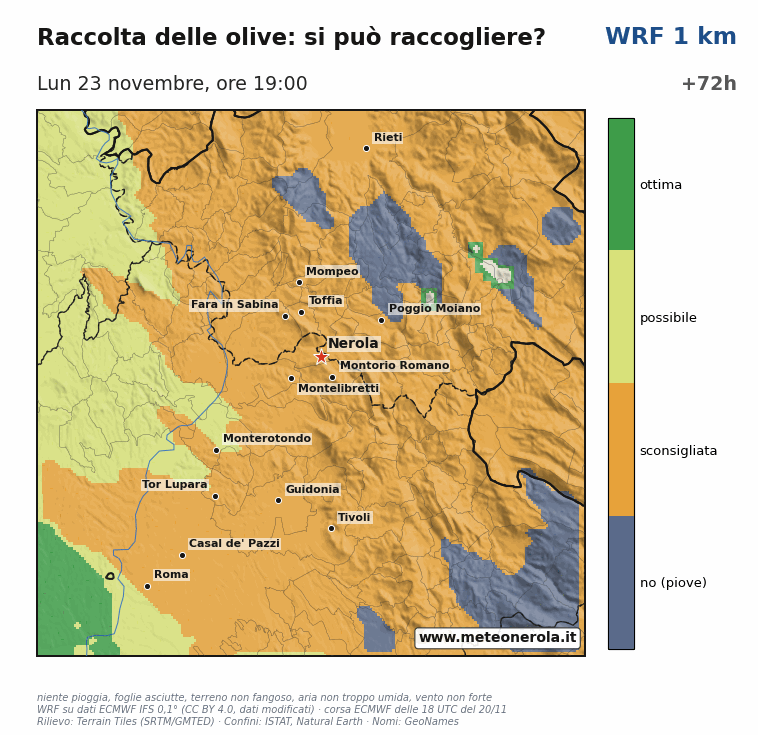 Raccolta delle olive: si può raccogliere?
WRF 1 km
Lun 23 novembre, ore 19:00
+72h
Rieti
Mompeo
Fara in Sabina
Toffia
Poggio Moiano
Nerola
Montorio Romano
Montelibretti
Monterotondo
Tor Lupara
Guidonia
Tivoli
Casal de' Pazzi
Roma
www.meteonerola.it
ottima
possibile
sconsigliata
no (piove)
niente pioggia, foglie asciutte, terreno non fangoso, aria non troppo umida, vento non forte
WRF su dati ECMWF IFS 0,1° (CC BY 4.0, dati modificati) · corsa ECMWF delle 18 UTC del 20/11
Rilievo: Terrain Tiles (SRTM/GMTED) · Confini: ISTAT, Natural Earth · Nomi: GeoNames